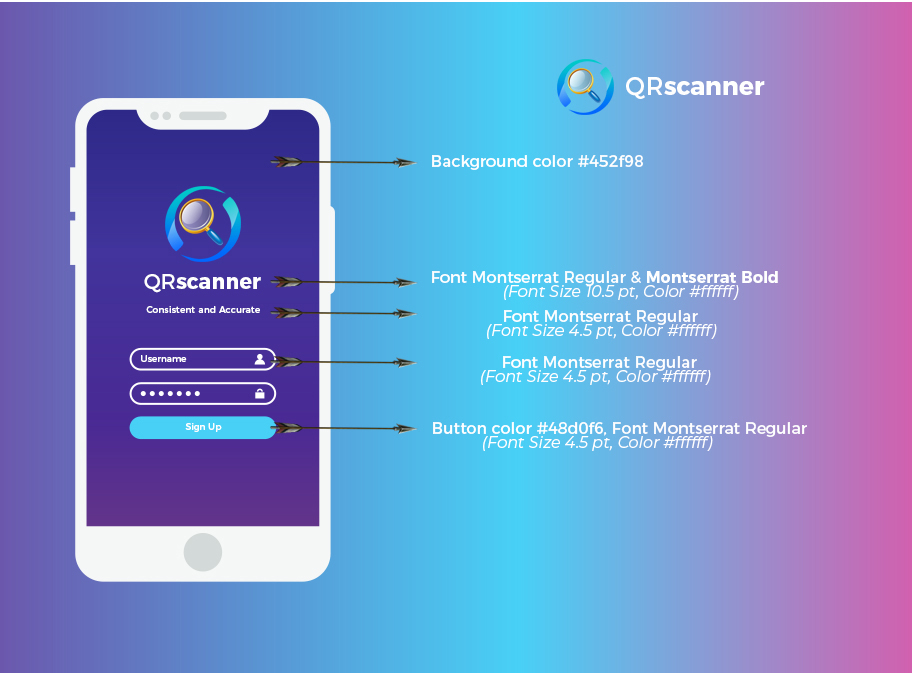 QRscanner
Background color #452f98
QRscanner
Font Montserrat Regular & Montserrat Bold
(Font Size 10.5 pt, Color #ffffff)
Consistent and Accurate
Font Montserrat Regular
(Font Size 4.5 pt, Color #ffffff)
Username
Font Montserrat Regular
(Font Size 4.5 pt, Color #ffffff)
Sign Up
Button color #48d0f6, Font Montserrat Regular
(Font Size 4.5 pt, Color #ffffff)